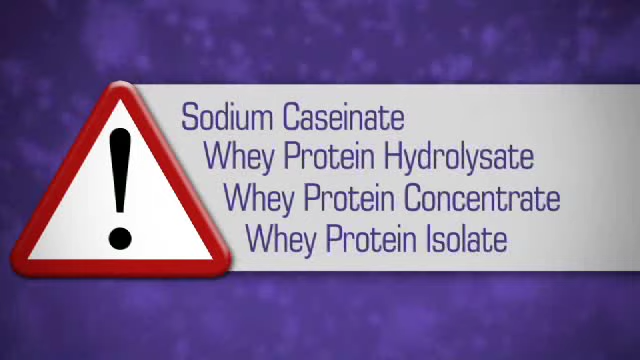 Sodium Caseinate
Whey Protein Hydrolysate
Whey Protein Concentrate
Whey Protein Isolate